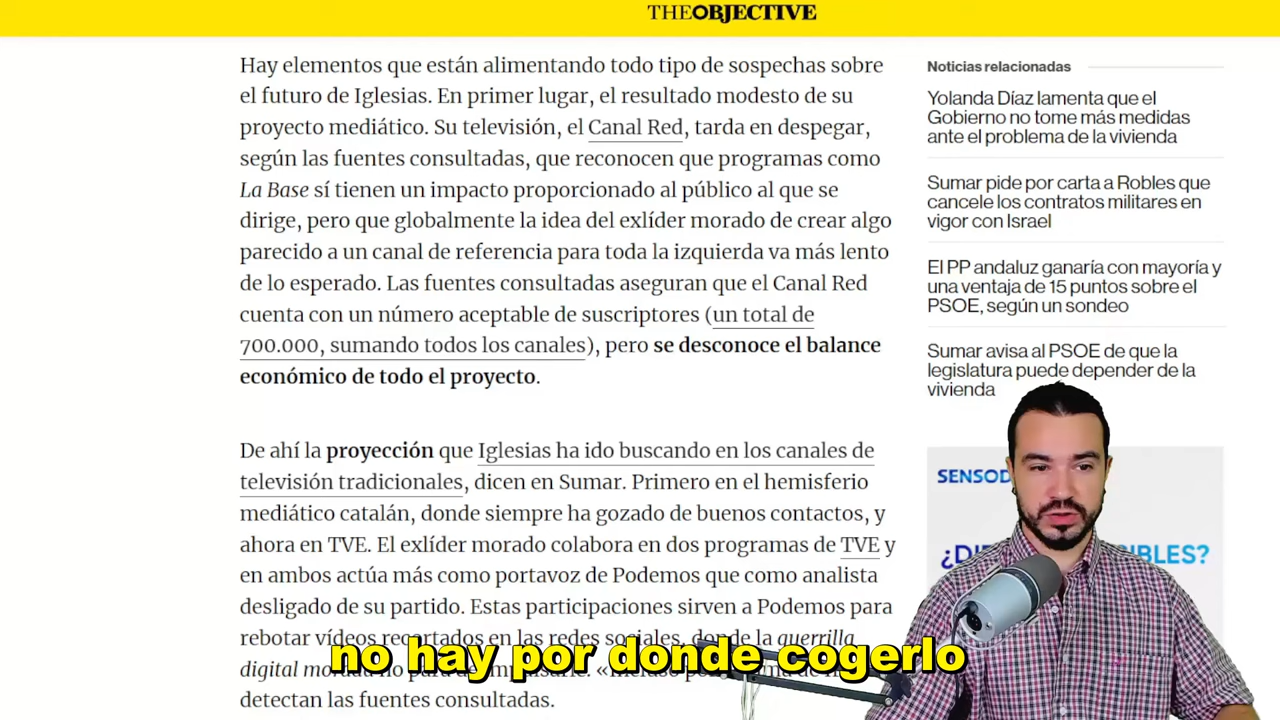 THEOBJECTIVE
Hay elementos que están alimentando todo tipo de sospechas sobre
el futuro de Iglesias. En primer lugar, el resultado modesto de su
proyecto mediático. Su televisión, el Canal Red, tarda en despegar,
según las fuentes consultadas, que reconocen que programas como
La Base sí tienen un impacto proporcionado al público al que se
dirige, pero que globalmente la idea del exlíder morado de crear algo
parecido a un canal de referencia para toda la izquierda va más lento
de lo esperado. Las fuentes consultadas aseguran que el Canal Red
cuenta con un número aceptable de suscriptores (un total de
700.000, sumando todos los canales), pero se desconoce el balance
económico de todo el proyecto.
De ahí la proyección que Iglesias ha ido buscando en los canales de
televisión tradicionales, dicen en Sumar. Primero en el hemisferio
mediático catalán, donde siempre ha gozado de buenos contactos, y
ahora en TVE. El exlíder morado colabora en dos programas de TVE y
en ambos actúa más como portavoz de Podemos que como analista
desligado de su partido. Estas participaciones sirven a Podemos para
rebotar vídeos recortados en las redes sociales, donde la guerrilla
digital morada no para de
detectan las fuentes consultadas.
Noticias relacionadas
Yolanda Díaz lamenta que el
Gobierno no tome más medidas
ante el problema de la vivienda
Sumar pide por carta a Robles que
cancele los contratos militares en
vigor con Israel
El PP andaluz ganaría con mayoría y
una ventaja de 15 puntos sobre el
PSOE, según un sondeo
Sumar avisa al PSOE de que la
legislatura puede depender de la
vivienda
no hay por donde cogerlo